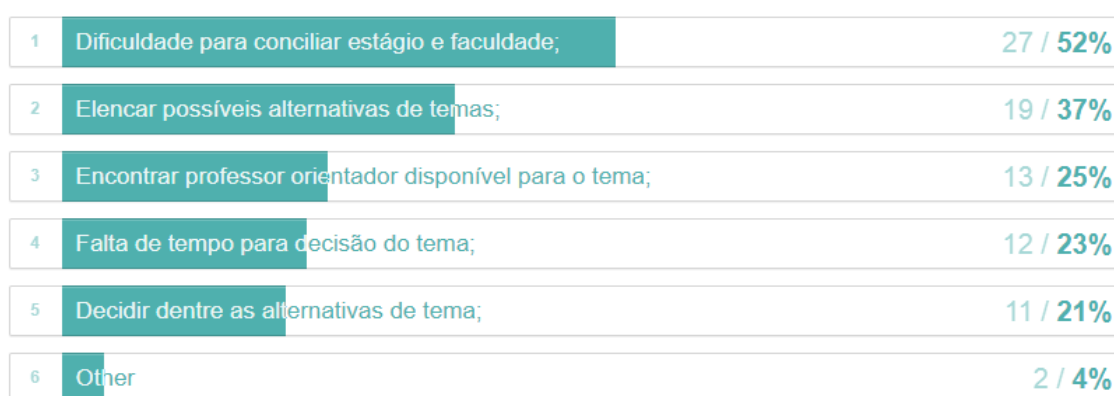 1 Dificuldade para conciliar estágio e faculdade; 27 / 52%
2 Elencar possíveis alternativas de temas; 19 / 37%
3 Encontrar professor orientador disponível para o tema; 13 / 25%
4 Falta de tempo para decisão do tema; 12 / 23%
5 Decidir dentre as alternativas de tema; 11 / 21%
6 Other 2 / 4%